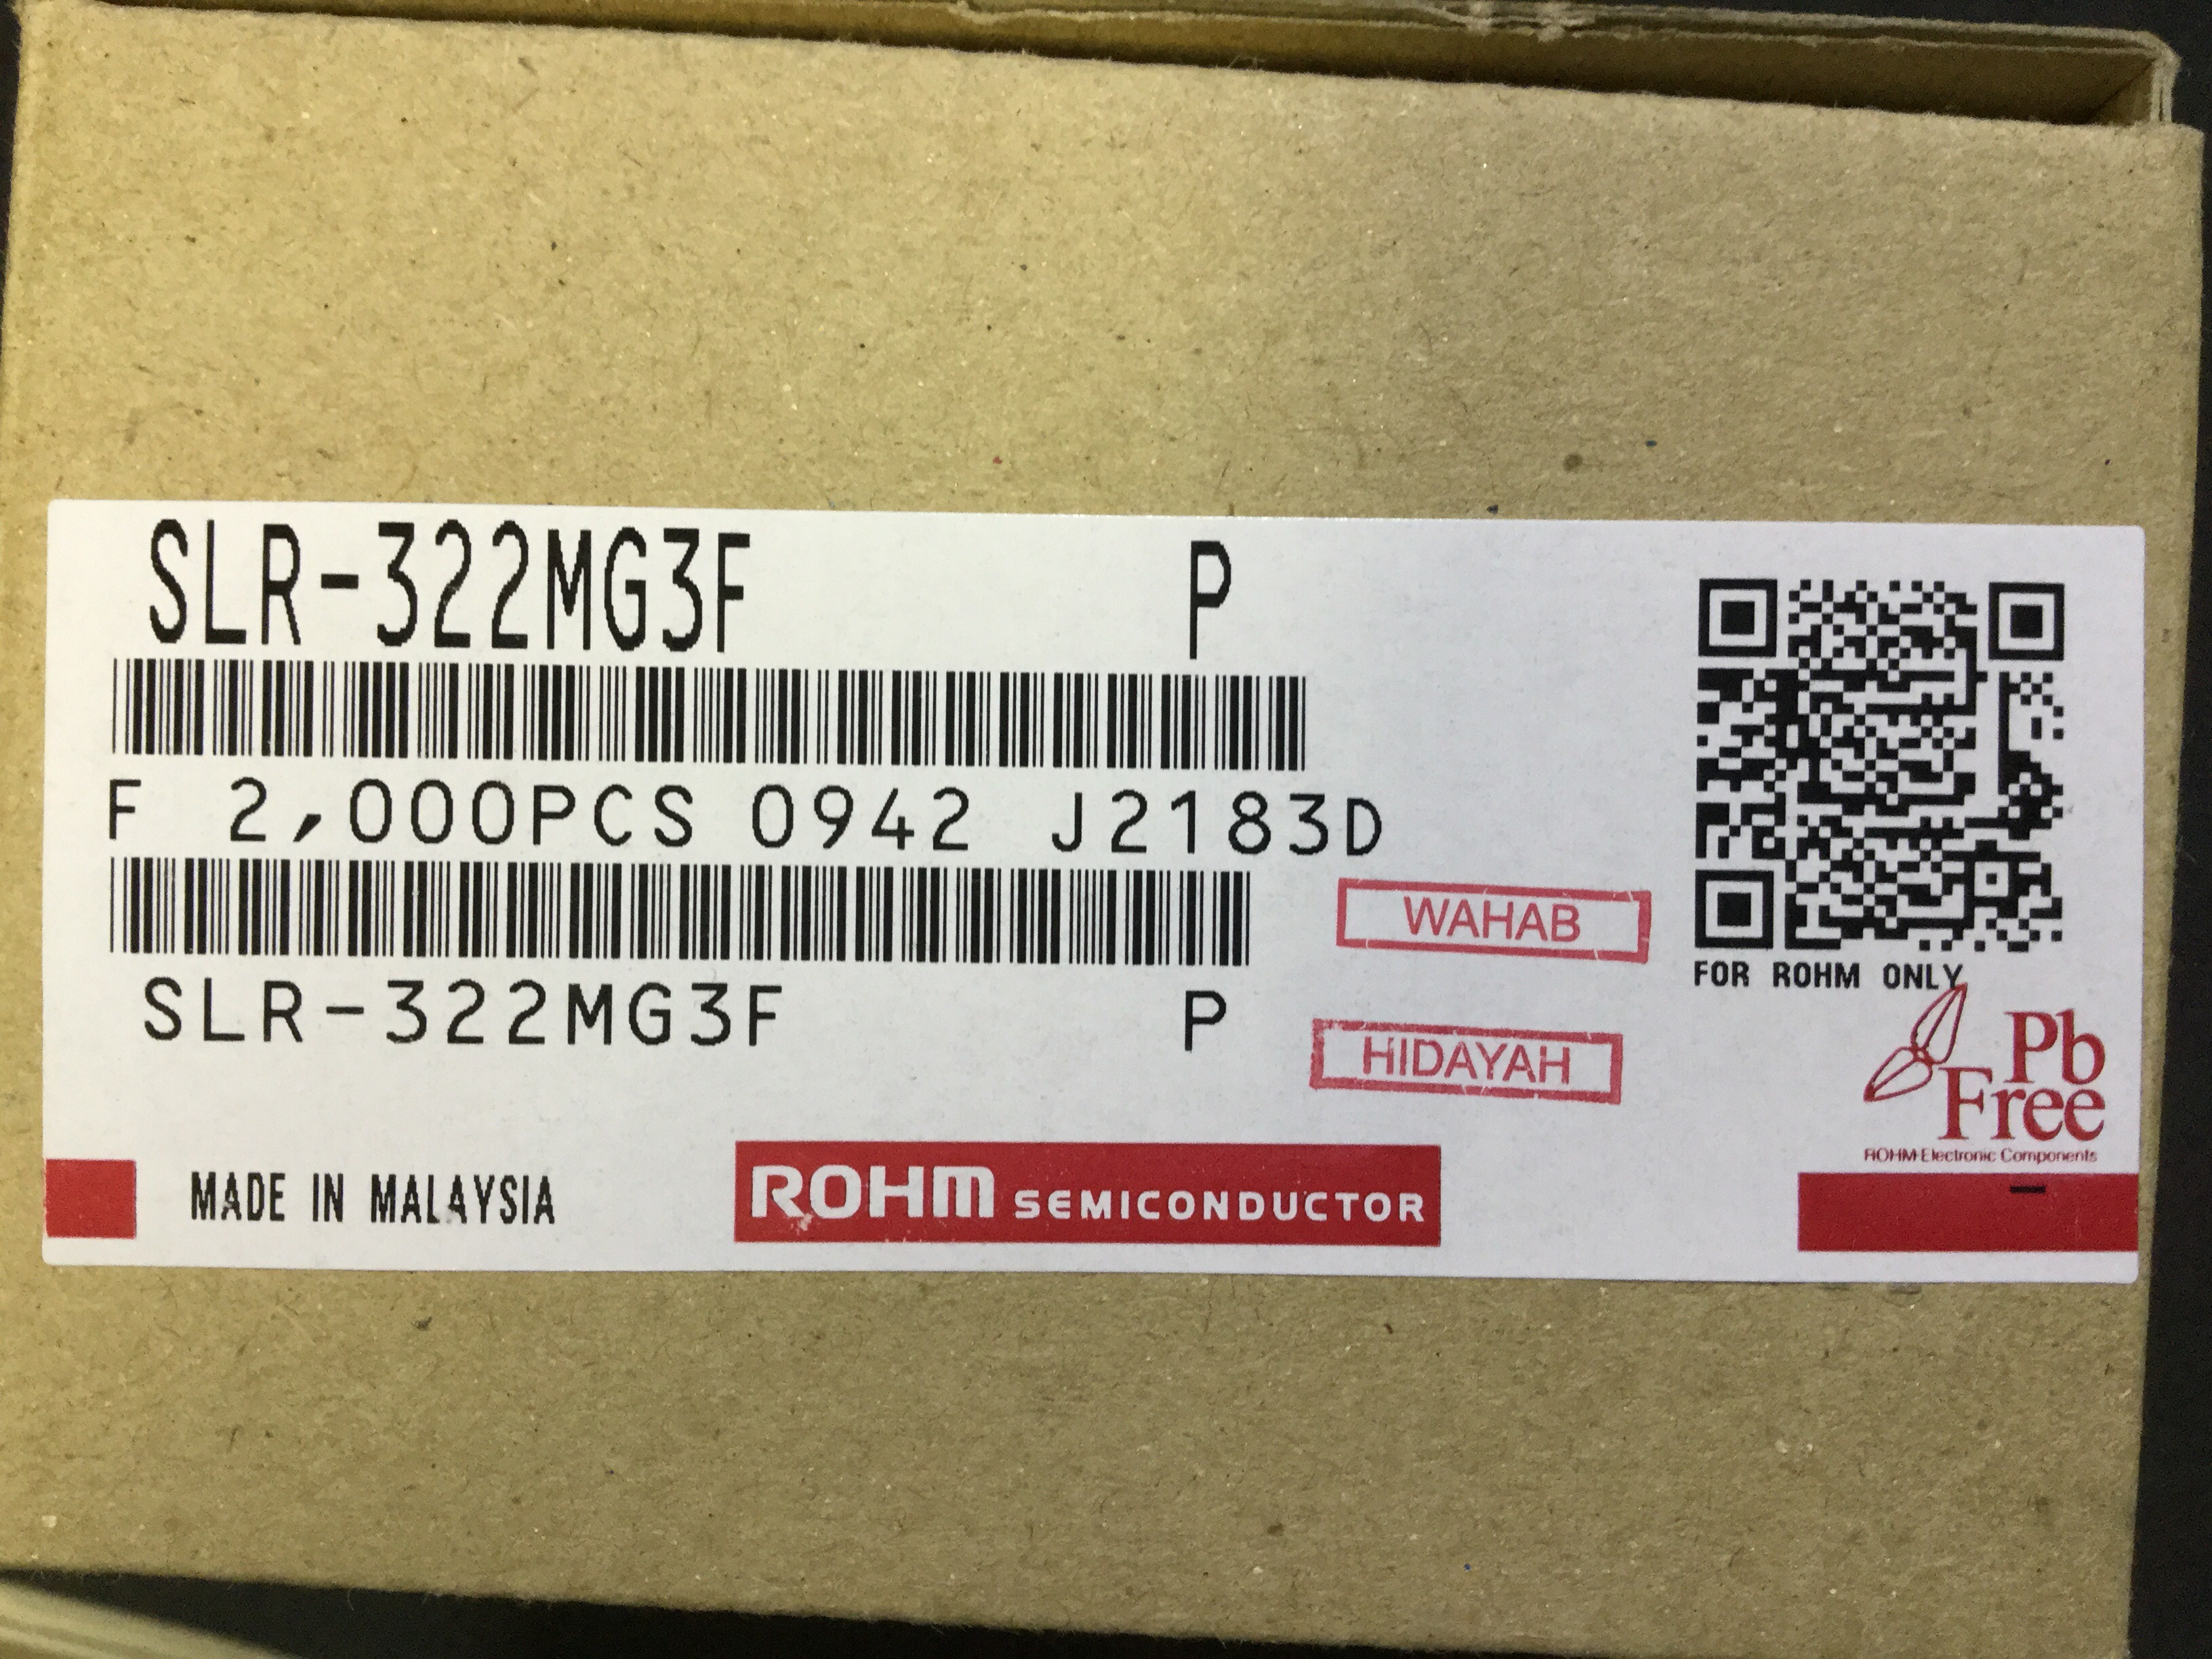 SLR-322MG3F P
F 2,000PCS 0942 J2183D
SLR-322MG3F P
WAHAB
HIDAYAH
FOR ROHM ONLY
Pb
Free
ROHM Electronic Components
MADE IN MALAYSIA
ROHM SEMICONDUCTOR